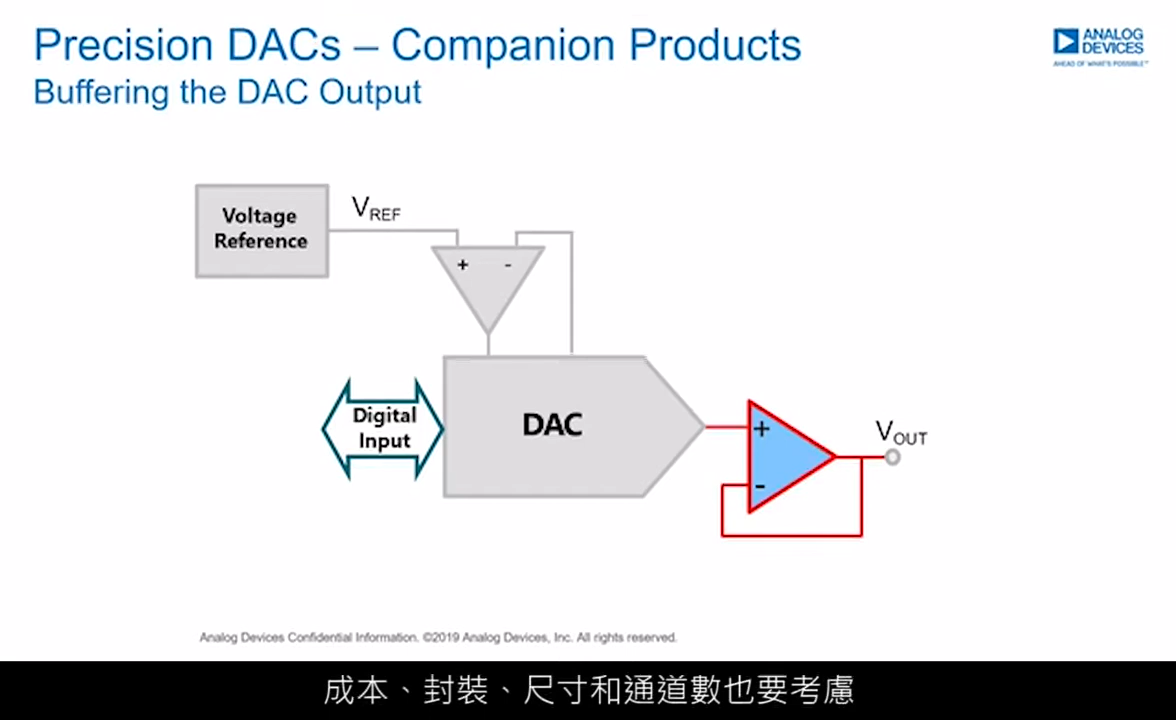 Precision DACs – Companion Products
Buffering the DAC Output
ANALOG
DEVICES
AHEAD OF WHAT'S POSSIBLE™
Voltage
Reference
VREF
+ -
Digital
Input
DAC
+
-
VOUT
Analog Devices Confidential Information. ©2019 Analog Devices, Inc. All rights reserved.
成本、封裝、尺寸和通道數也要考慮